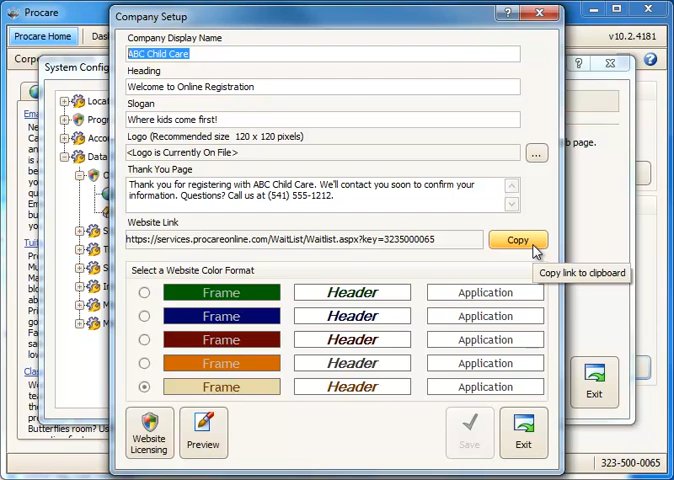 Procare
v10.2.4181
Procare Home
Company Setup
Company Display Name
ABC Child Care
Heading
Welcome to Online Registration
Slogan
Where kids come first!
Logo (Recommended size 120 x 120 pixels)
<Logo is Currently On File>
...
Thank You Page
Thank you for registering with ABC Child Care. We'll contact you soon to confirm your
information. Questions? Call us at (541) 555-1212.
Website Link
https://services.procareonline.com/WaitList/Waitlist.aspx?key=3235000065
Copy
Copy link to clipboard
Select a Website Color Format
Frame Header Application
Frame Header Application
Frame Header Application
Frame Header Application
Frame Header Application
Website
Licensing
Preview
Save
Exit
Exit
b page.
Butterflies room?
323-500-0065